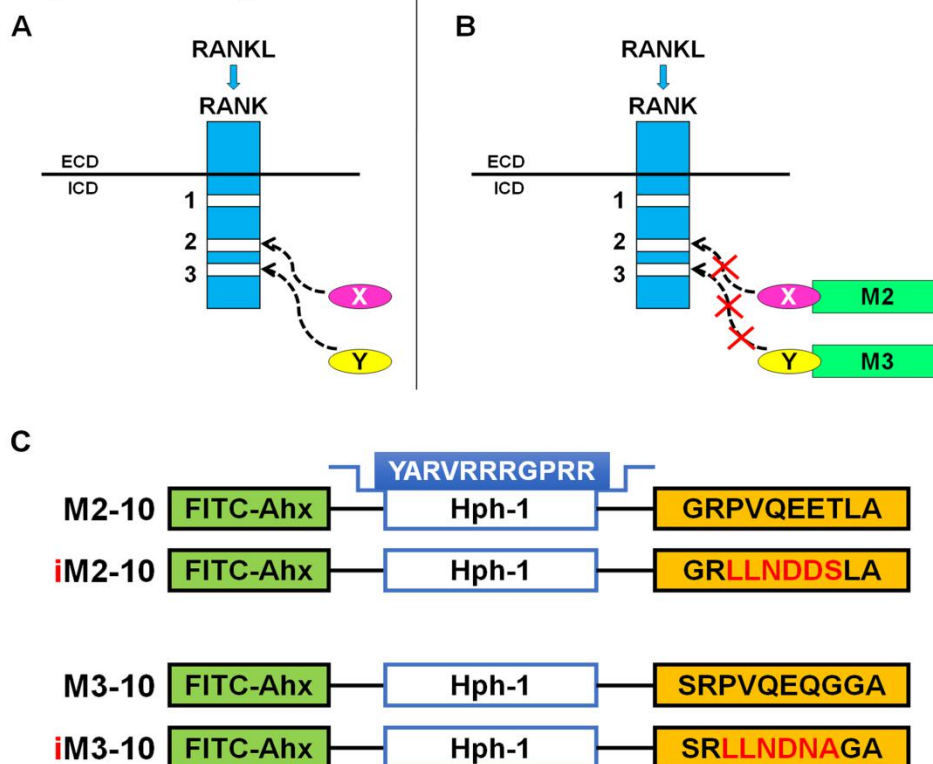 A
RANKL
RANK
ECD
ICD
1
2
3
X
Y
B
RANKL
RANK
ECD
ICD
1
2
3
X M2
Y M3
C
YARVRRRGPRR
M2-10 FITC-Ahx Hph-1 GRPVQEETLA
iM2-10 FITC-Ahx Hph-1 GRLLNDDSLA
M3-10 FITC-Ahx Hph-1 SRPVQEQGGA
iM3-10 FITC-Ahx Hph-1 SRLLNDNAGA